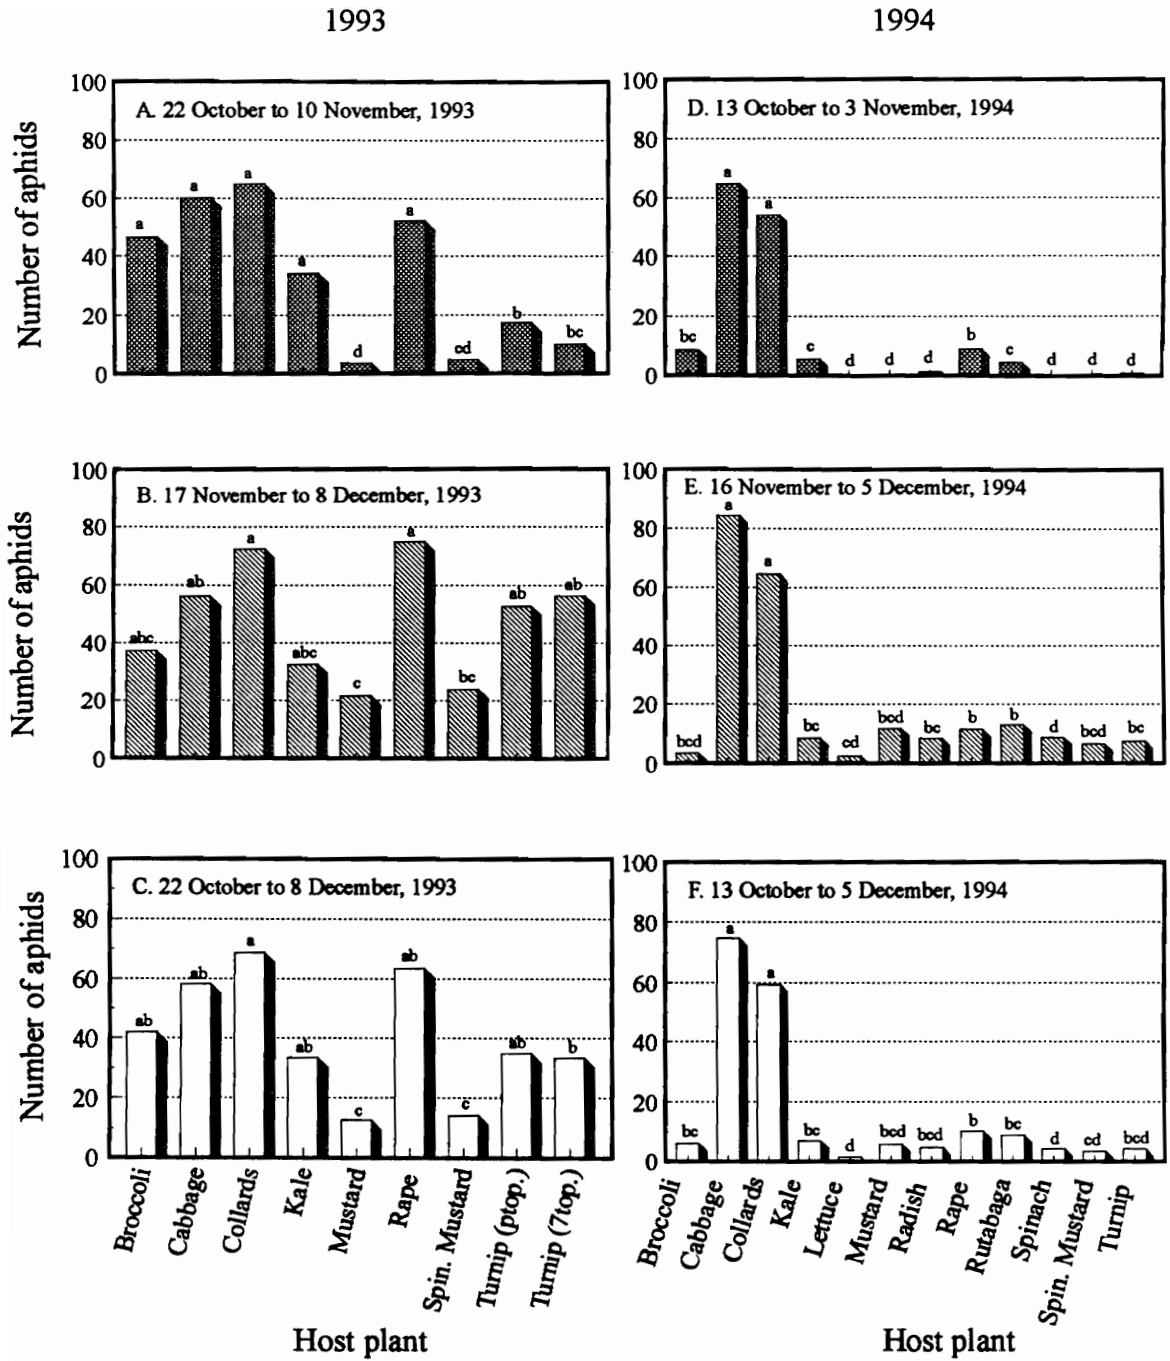 1993
1994
Number of aphids
100
80
60
40
20
0
A. 22 October to 10 November, 1993
a
a
a
a
d
a
cd
b
bc
100
80
60
40
20
0
D. 13 October to 3 November, 1994
bc
a
a
c
d
d
d
b
c
d
d
d
Number of aphids
100
80
60
40
20
0
B. 17 November to 8 December, 1993
abc
ab
a
abc
c
a
bc
ab
ab
100
80
60
40
20
0
E. 16 November to 5 December, 1994
bcd
a
a
bc
cd
bcd
bc
b
b
d
bcd
bc
Number of aphids
100
80
60
40
20
0
C. 22 October to 8 December, 1993
ab
ab
a
ab
c
ab
c
ab
b
Broccoli
Cabbage
Collards
Kale
Mustard
Rape
Spin. Mustard
Turnip (ptop.)
Turnip (7top.)
Host plant
100
80
60
40
20
0
F. 13 October to 5 December, 1994
bc
a
a
bc
d
bcd
bcd
b
bc
d
cd
bcd
Broccoli
Cabbage
Collards
Kale
Lettuce
Mustard
Radish
Rape
Rutabaga
Spinach
Spin. Mustard
Turnip
Host plant